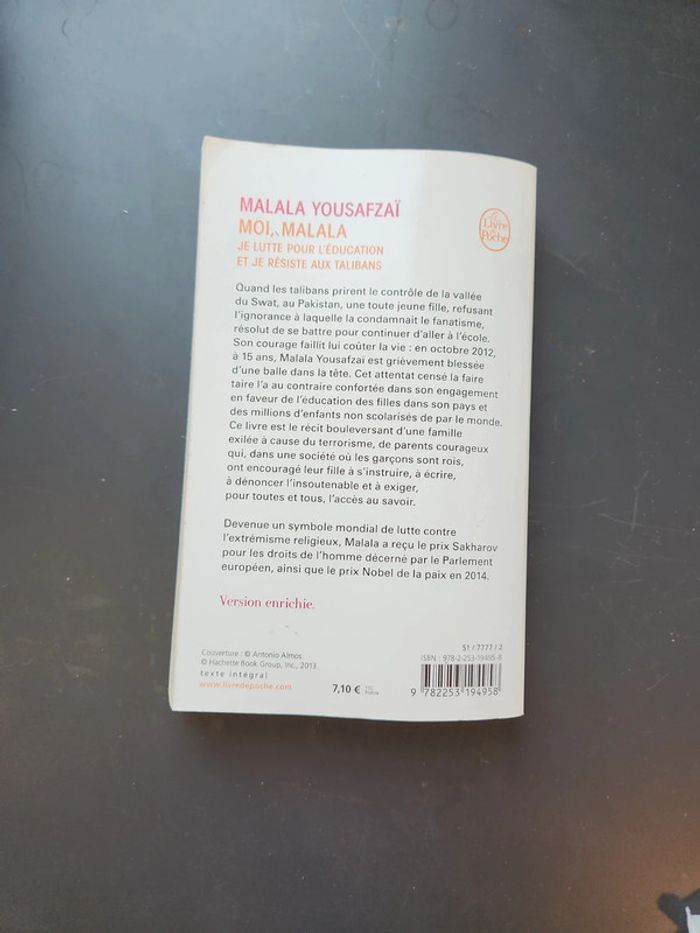 MALALA YOUSAFZAÏ
MOI, MALALA
JE LUTTE POUR L'ÉDUCATION
ET JE RÉSISTE AUX TALIBANS
Le
Livre
de
Poche
Quand les talibans prirent le contrôle de la vallée
du Swat, au Pakistan, une toute jeune fille, refusant
l'ignorance à laquelle la condamnait le fanatisme,
résolut de se battre pour continuer d'aller à l'école.
Son courage faillit lui coûter la vie : en octobre 2012,
à 15 ans, Malala Yousafzaï est grièvement blessée
d'une balle dans la tête. Cet attentat censé la faire
taire l'a au contraire confortée dans son engagement
en faveur de l'éducation des filles dans son pays et
des millions d'enfants non scolarisés de par le monde.
Ce livre est le récit bouleversant d'une famille
exilée à cause du terrorisme, de parents courageux
qui, dans une société où les garçons sont rois,
ont encouragé leur fille à s'instruire, à écrire,
à dénoncer l'insoutenable et à exiger,
pour toutes et tous, l'accès au savoir.
Devenue un symbole mondial de lutte contre
l'extrémisme religieux, Malala a reçu le prix Sakharov
pour les droits de l'homme décerné par le Parlement
européen, ainsi que le prix Nobel de la paix en 2014.
Version enrichie.
Couverture : © Antonio Almos.
© Hachette Book Group, Inc., 2013.
texte intégral
www.livredepoche.com
7,10 €
TTC
France
51 / 7777 / 2
ISBN : 978-2-253-19495-8
9 782253 194958